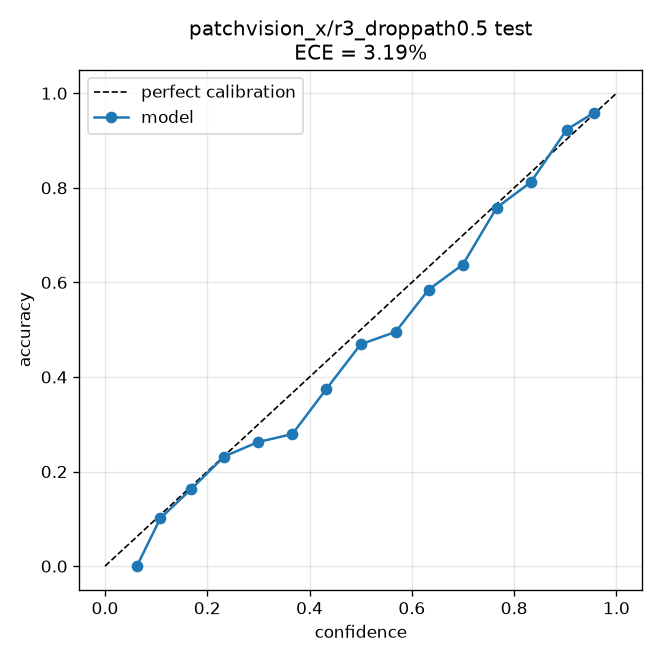 patchvision_x/r3_droppath0.5 test
ECE = 3.19%
perfect calibration
model
1.0
0.8
0.6
0.4
0.2
0.0
accuracy
0.0 0.2 0.4 0.6 0.8 1.0
confidence